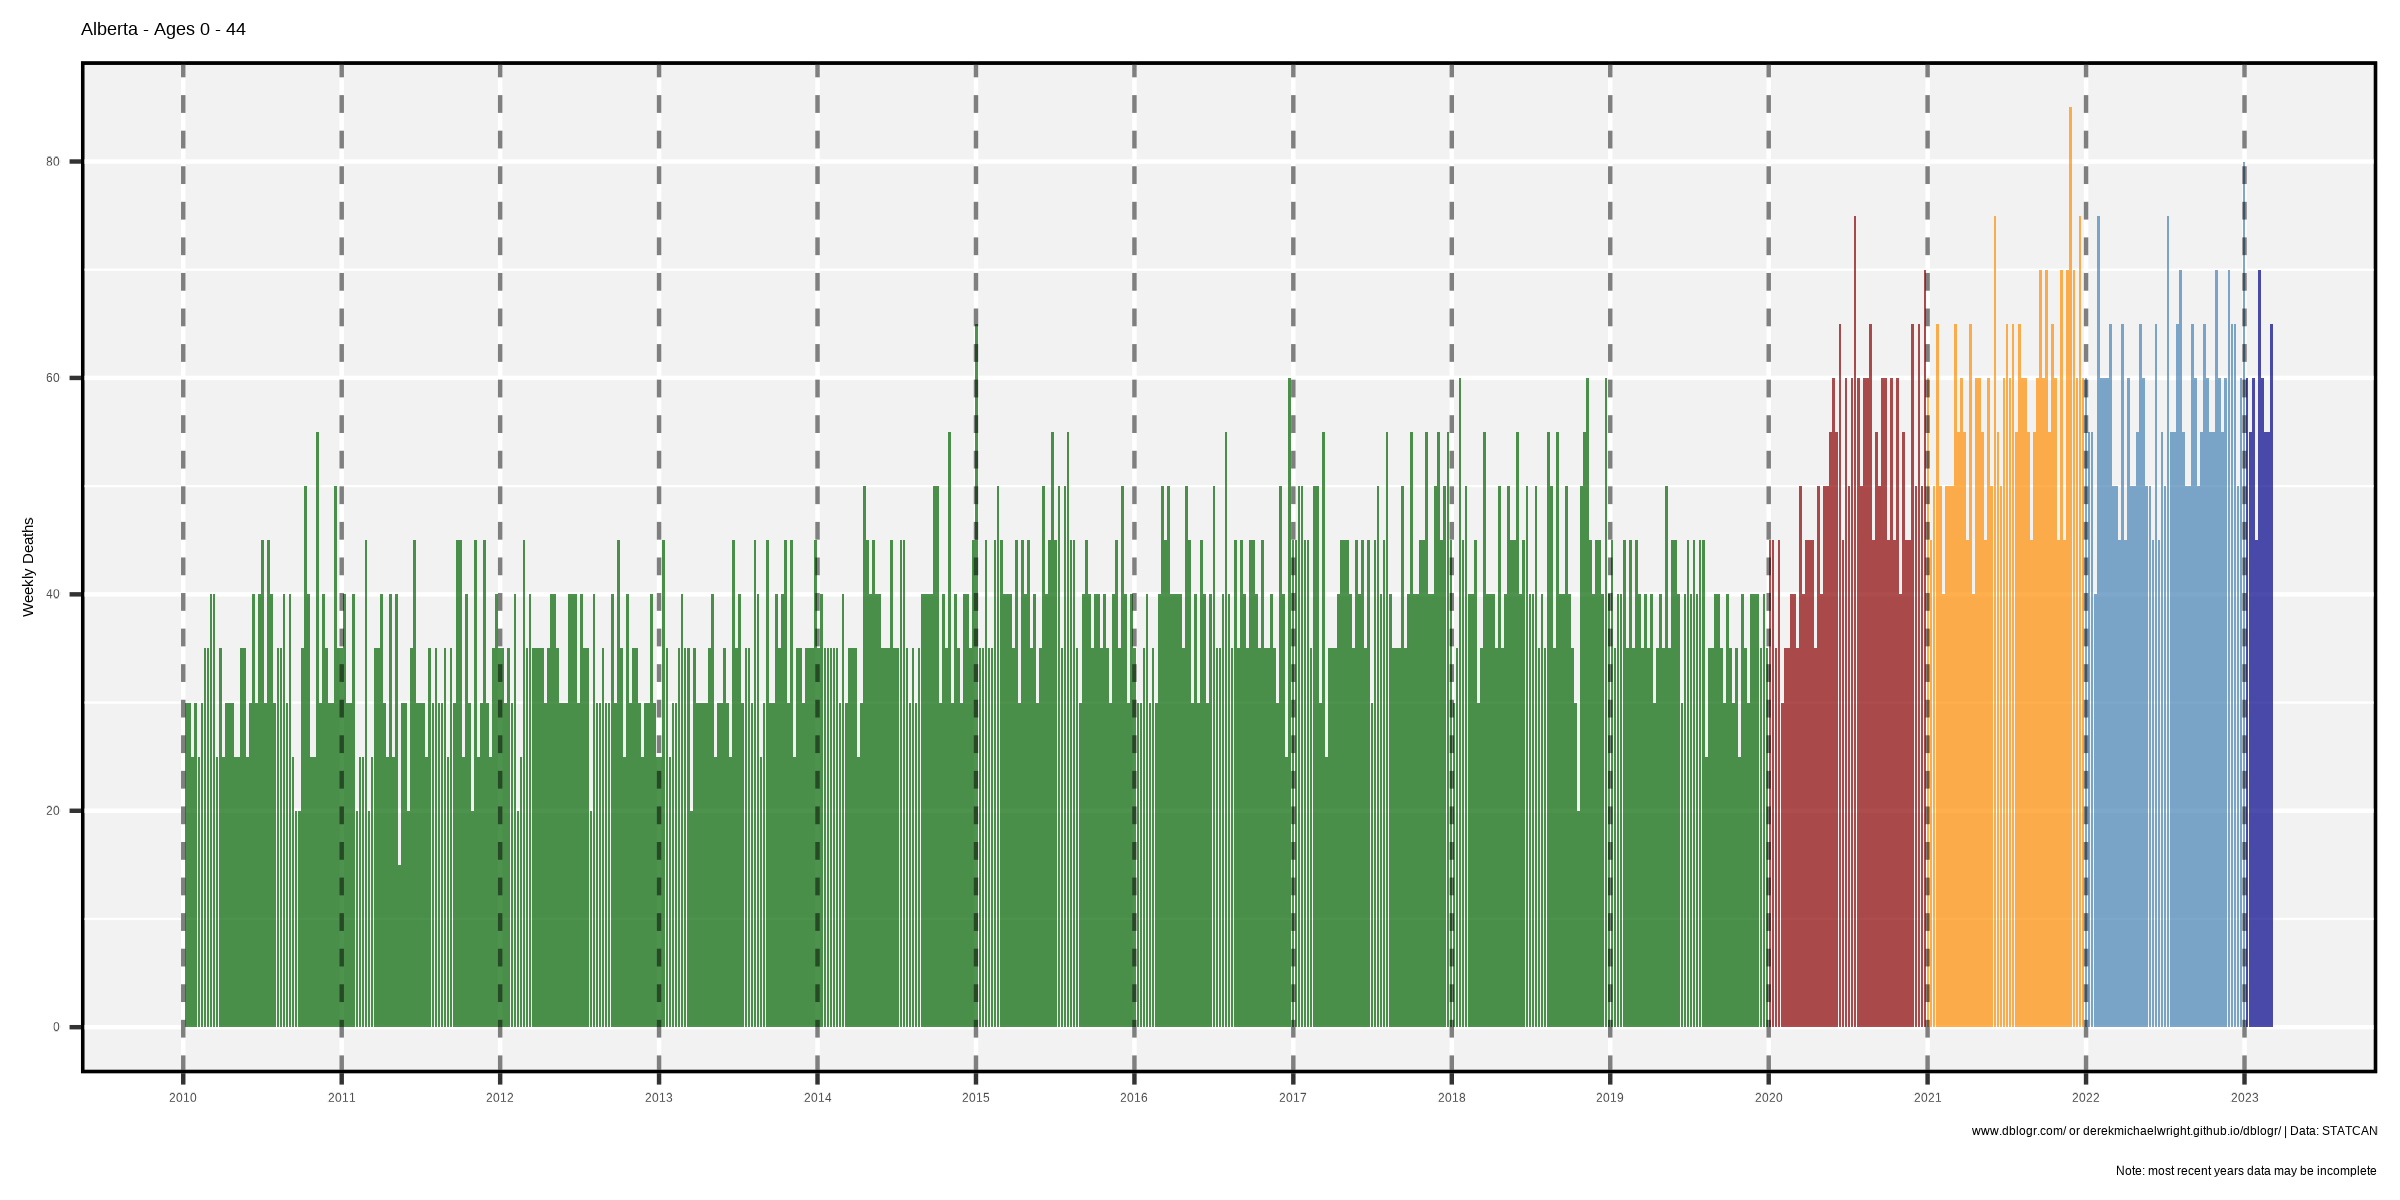 Alberta - Ages 0 - 44
Weekly Deaths
80
60
40
20
0
2010 2011 2012 2013 2014 2015 2016 2017 2018 2019 2020 2021 2022 2023
www.dblogr.com/ or derekmichaelwright.github.io/dblogr/ | Data: STATCAN
Note: most recent years data may be incomplete